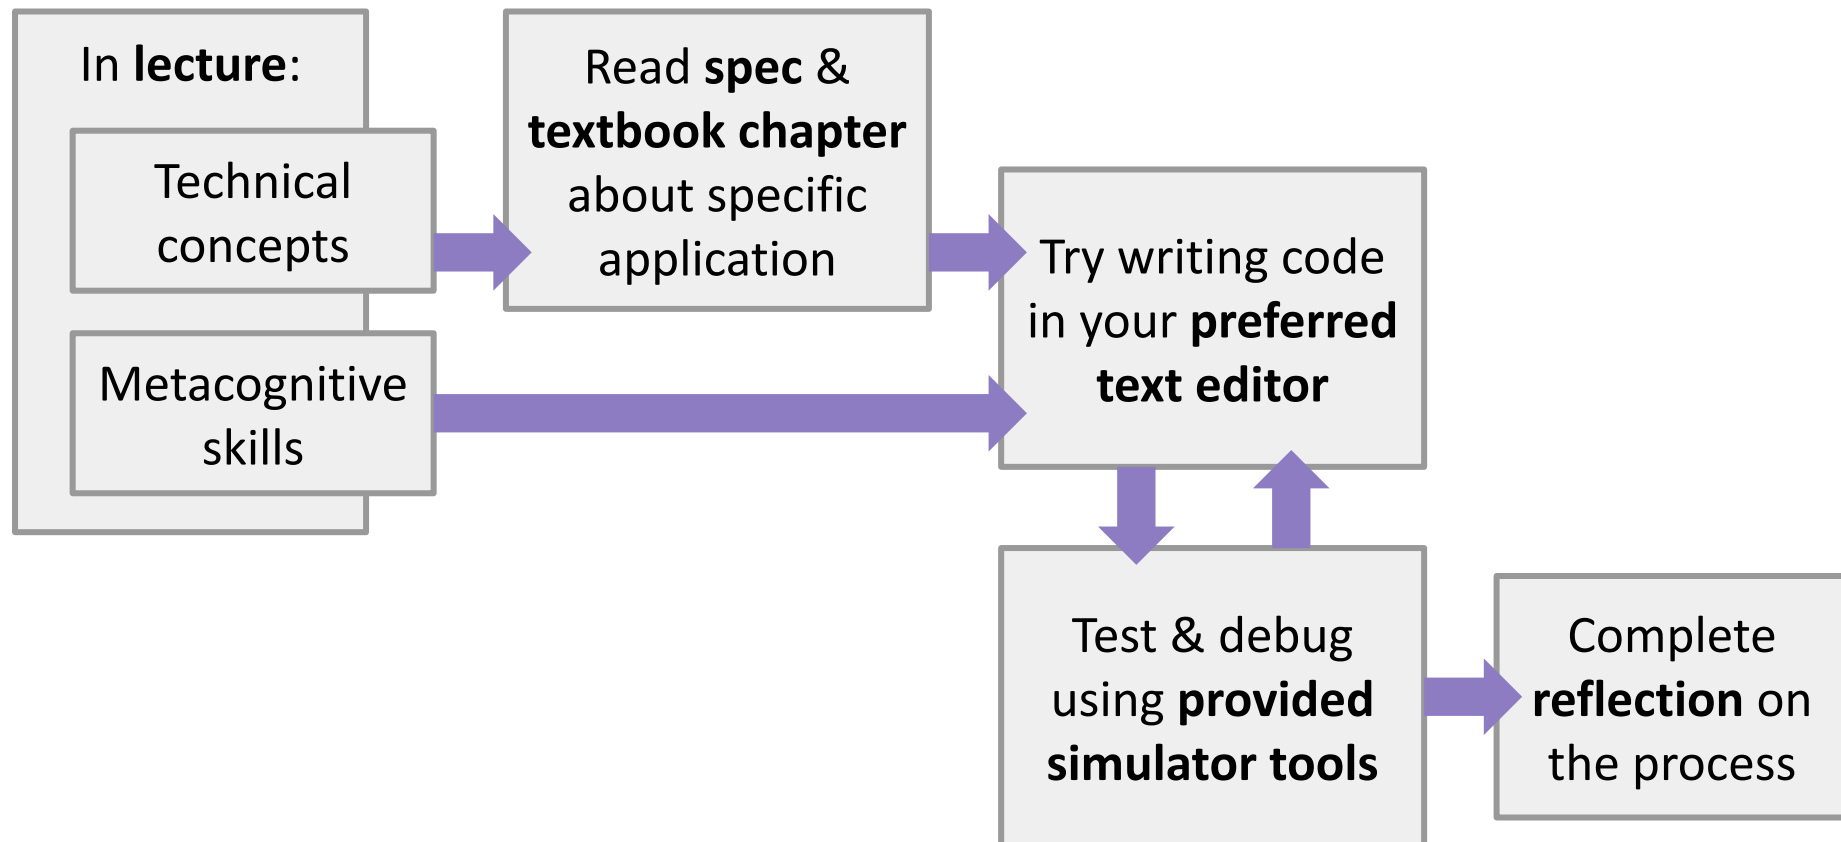 In lecture:
Technical
concepts
Metacognitive
skills
Read spec &
textbook chapter
about specific
application
Try writing code
in your preferred
text editor
Test & debug
using provided
simulator tools
Complete
reflection on
the process